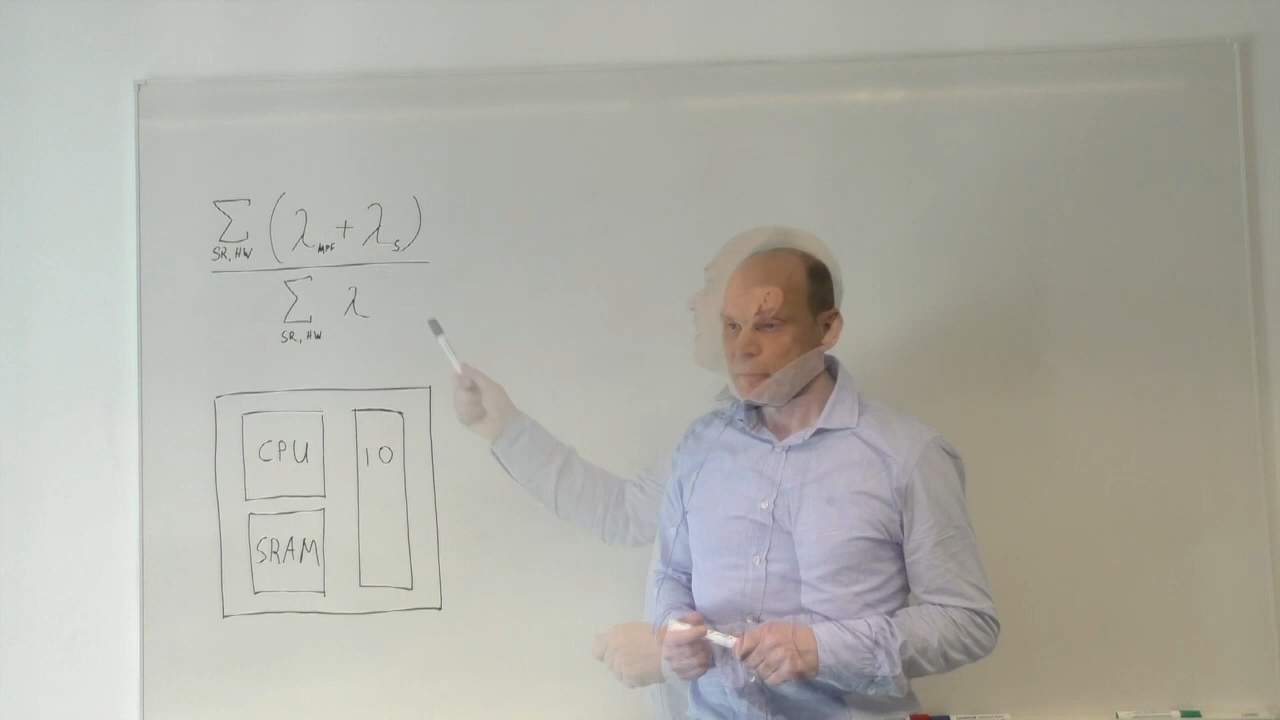 ∑ (λ + λ)
SR, HW MPF S
∑ λ
SR, HW
CPU IO
SRAM